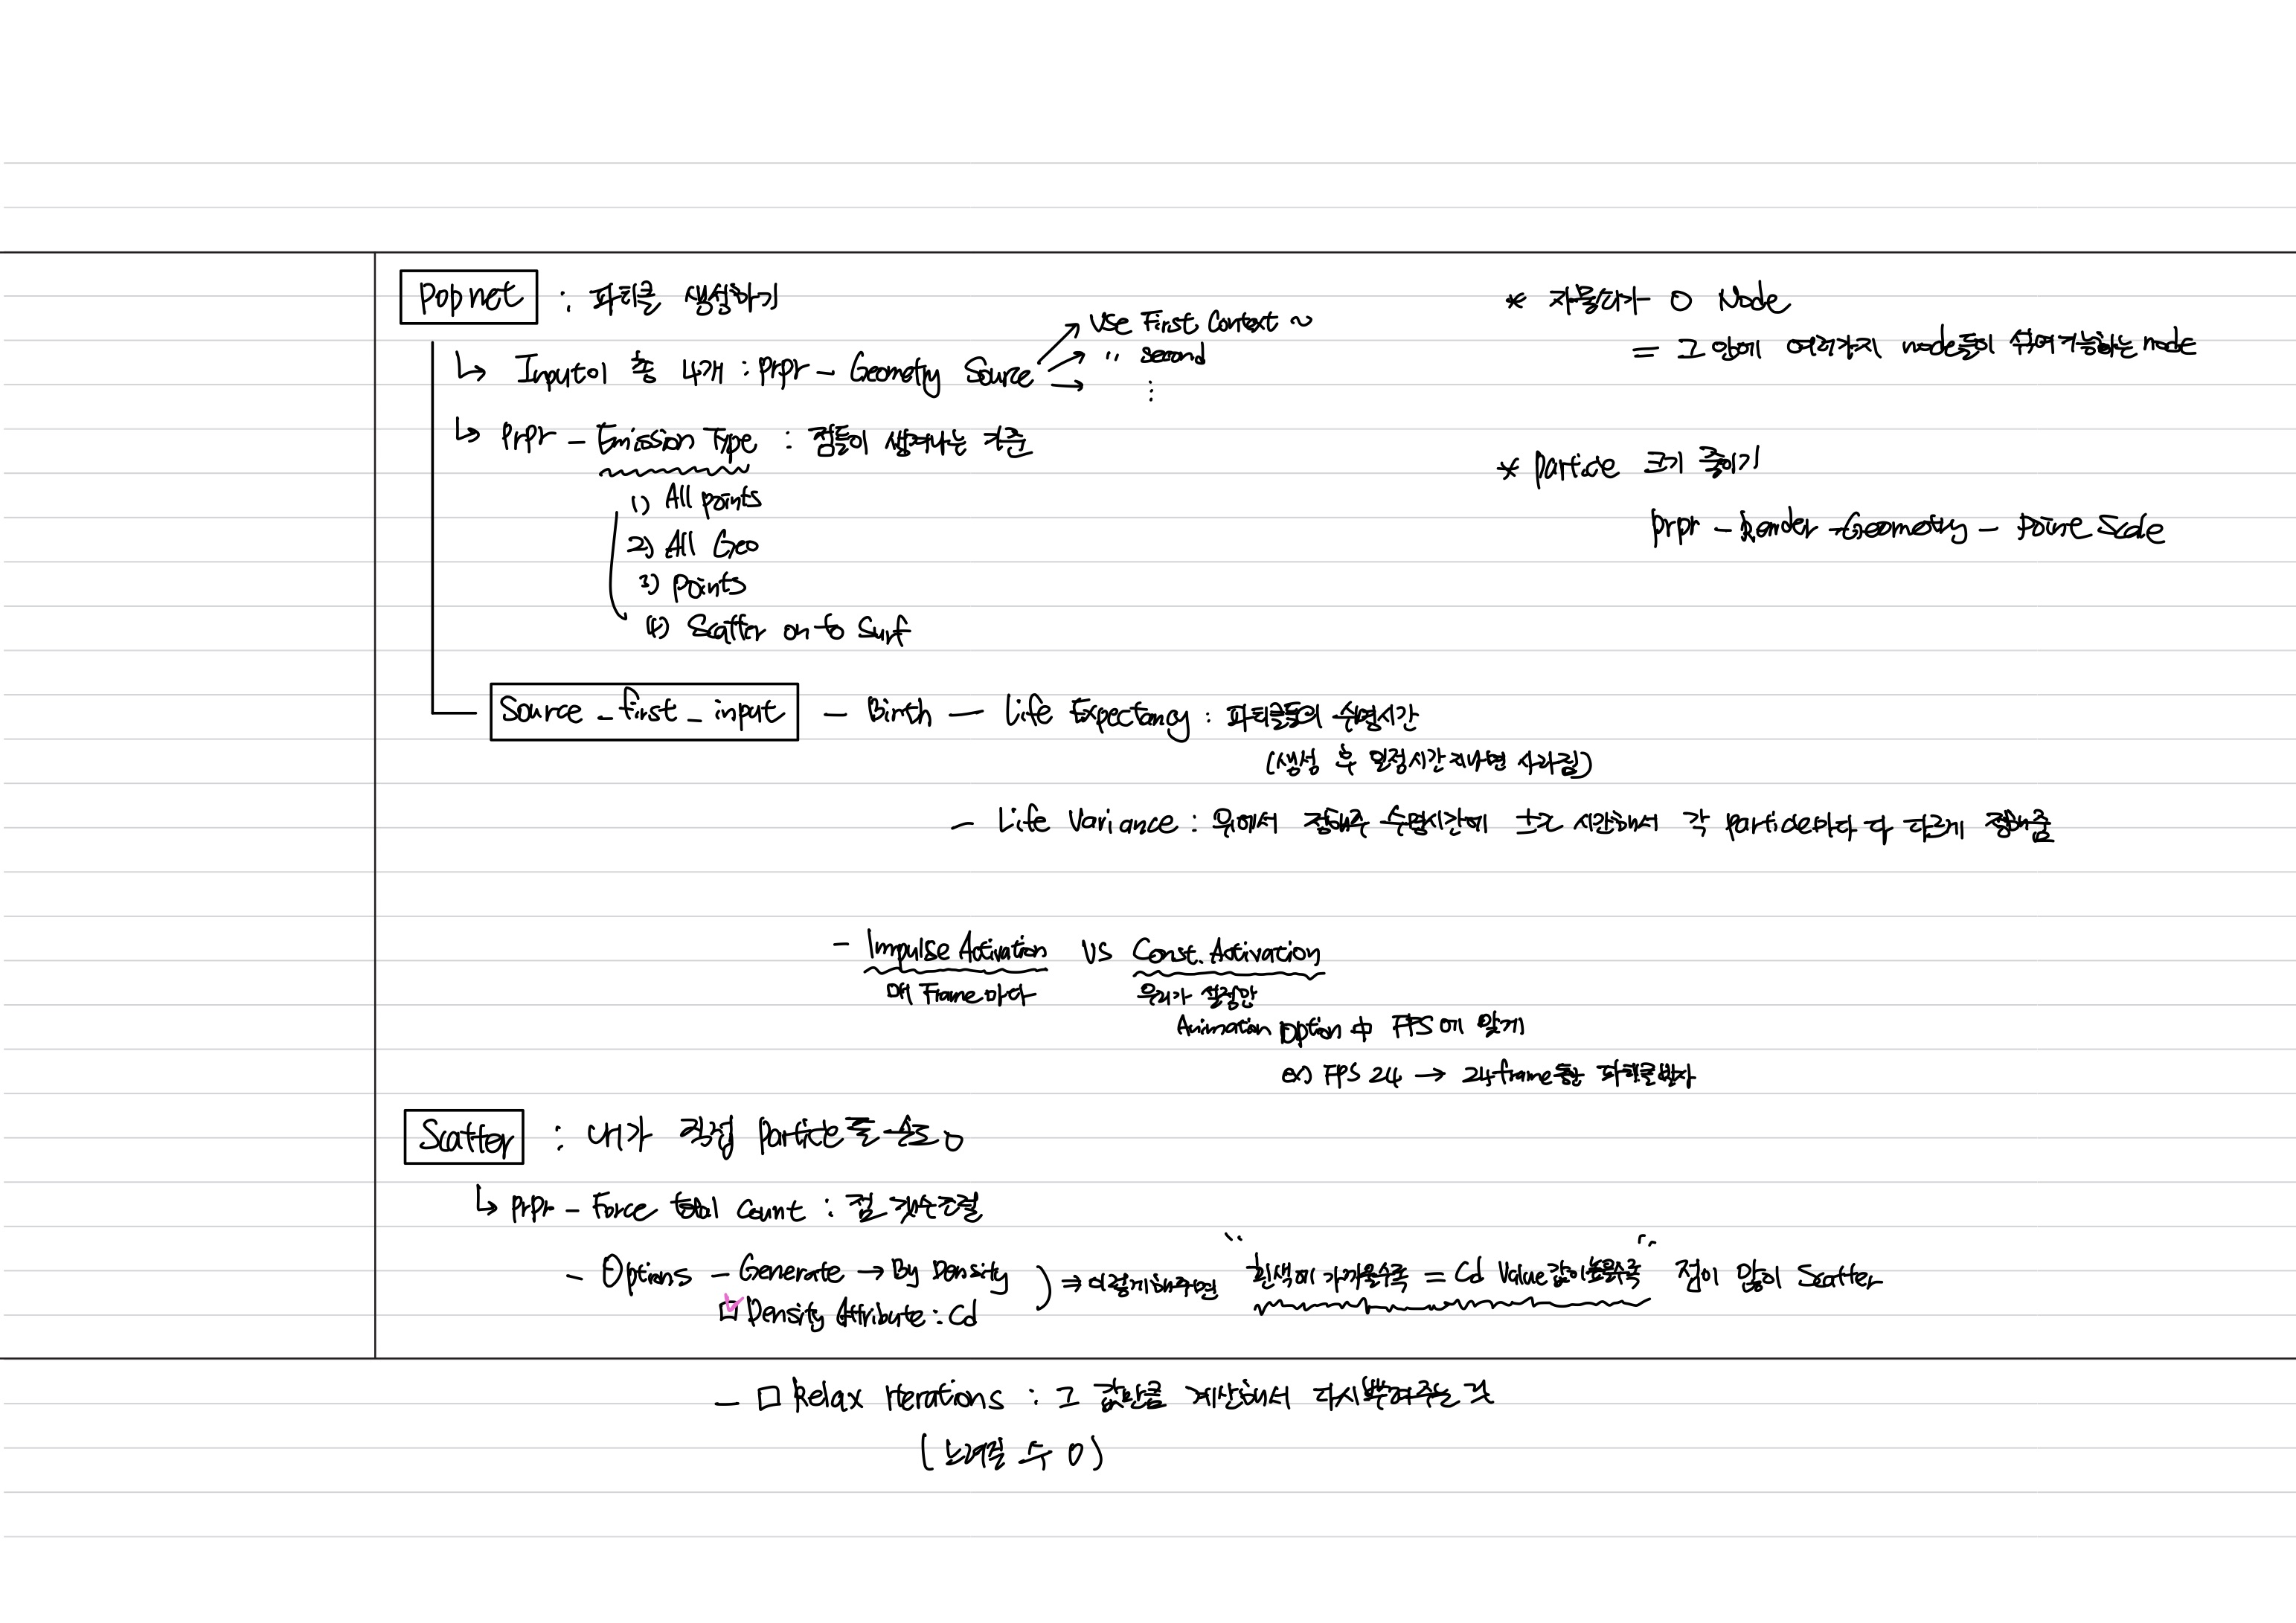 Popnet : 파티클 생성하기
↳ Input이 총 4개 : prpr - Geometry Source → Use First Context ~
→ " second
→ ⋮
↳ prpr - Emission Type : 점들이 생겨나는 기준
1) All points
2) All Geo
3) Points
4) Scatter on to Surf
* 자물쇠가 O Node
= 그 안에 여러가지 node들이 섞여 기능하는 node
* particle 크기 줄이기
prpr - Render - Geometry - Point Scale
Source_first_input - Birth - Life Expectancy : 파티클들의 수명시간
(생성 후 일정시간 지나면 사라짐)
- Life Variance : 위에서 정해준 수명시간에 ±로 시간해서 각 particle마다 다 다르게 정해줌
- Impulse Activation VS Const. Activation
매 Frame마다 우리가 설정한
Animation Option 中 FPS에 맞게
ex) FPS 24 → 24frame동안 파티클 발사
Scatter : 내가 직접 particle들
↳ prpr - Force total Count : 점 갯수 조절
- Options - Generate → By Density ) ⇒ 이렇게 해주면 "흰색에 가까울수록 = Cd Value값이 높을수록" 점이 많이 Scatter
☑ Density Attribute : Cd
- □ Relax Iterations : 그 값만큼 계산해서 다시 뿌려주는 것
(느려질 수 O)